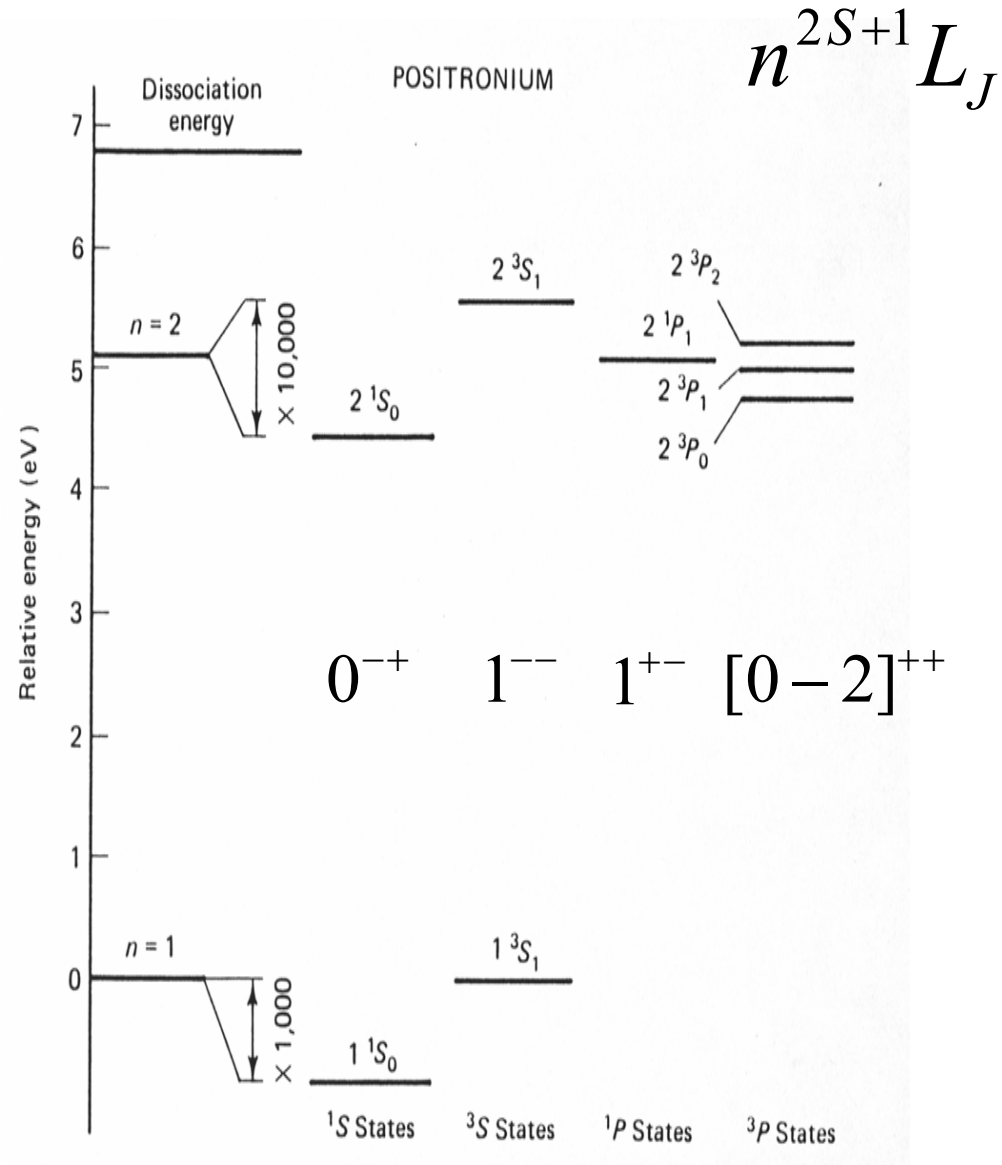 n^{2S+1}L_J
POSITRONIUM
Dissociation
energy
7
6
2 ³S₁
2 ³P₂
n = 2
2 ¹P₁
× 10,000
5
2 ¹S₀
2 ³P₁
2 ³P₀
4
Relative energy (eV)
3
0⁻⁺ 1⁻⁻ 1⁺⁻ [0 – 2]⁺⁺
2
1
n = 1
1 ³S₁
0
× 1,000
1 ¹S₀
¹S States ³S States ¹P States ³P States